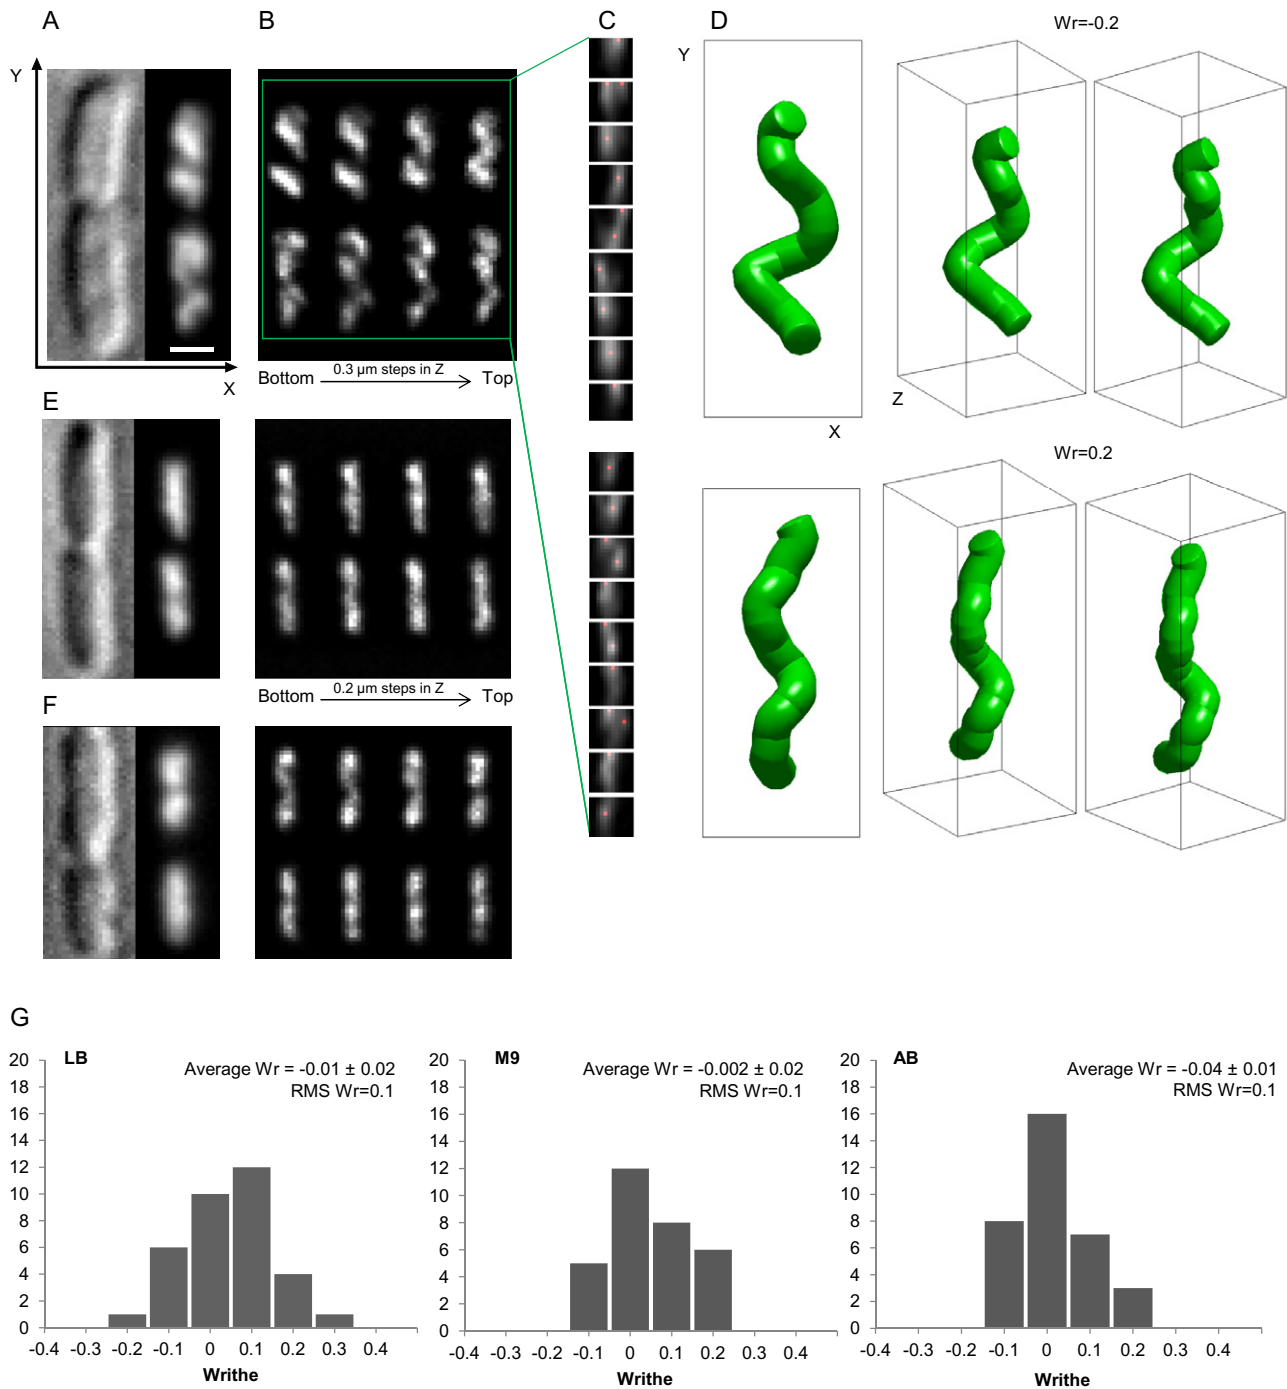 A
B
C
D
Wr=-0.2
Y
Y
X
Bottom 0.3 µm steps in Z Top
Z
X
E
Wr=0.2
Bottom 0.2 µm steps in Z Top
F
G
LB
Average Wr = -0.01 ± 0.02
RMS Wr=0.1
20
18
16
14
12
10
8
6
4
2
0
-0.4 -0.3 -0.2 -0.1 0 0.1 0.2 0.3 0.4
Writhe
M9
Average Wr = -0.002 ± 0.02
RMS Wr=0.1
20
18
16
14
12
10
8
6
4
2
0
-0.4 -0.3 -0.2 -0.1 0 0.1 0.2 0.3 0.4
Writhe
AB
Average Wr = -0.04 ± 0.01
RMS Wr=0.1
20
18
16
14
12
10
8
6
4
2
0
-0.4 -0.3 -0.2 -0.1 0 0.1 0.2 0.3 0.4
Writhe